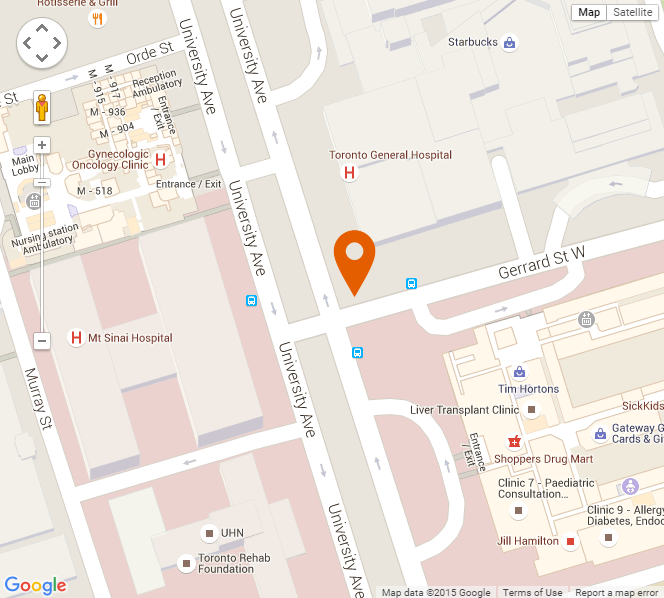 Rotisserie & Grill
Map
Satellite
Orde St
University Ave
University Ave
Starbucks
St
M - 915
M - 917
M - 936
M - 904
Reception
Ambulatory
Entrance
/ Exit
Gynecologic
Oncology Clinic
H
Main
Lobby
M - 518
Entrance / Exit
Nursing station
Ambulatory
Toronto General Hospital
H
University Ave
Gerrard St W
H
Mt Sinai Hospital
Murray St
University Ave
Tim Hortons
Liver Transplant Clinic
SickKids
Gateway G
Cards & Gi
Entrance
/ Exit
Shoppers Drug Mart
Clinic 7 - Paediatric
Consultation...
Clinic 9 - Allergy
Diabetes, Endoc
Jill Hamilton
University Ave
UHN
Toronto Rehab
Foundation
Google
Map data ©2015 Google
Terms of Use
Report a map error